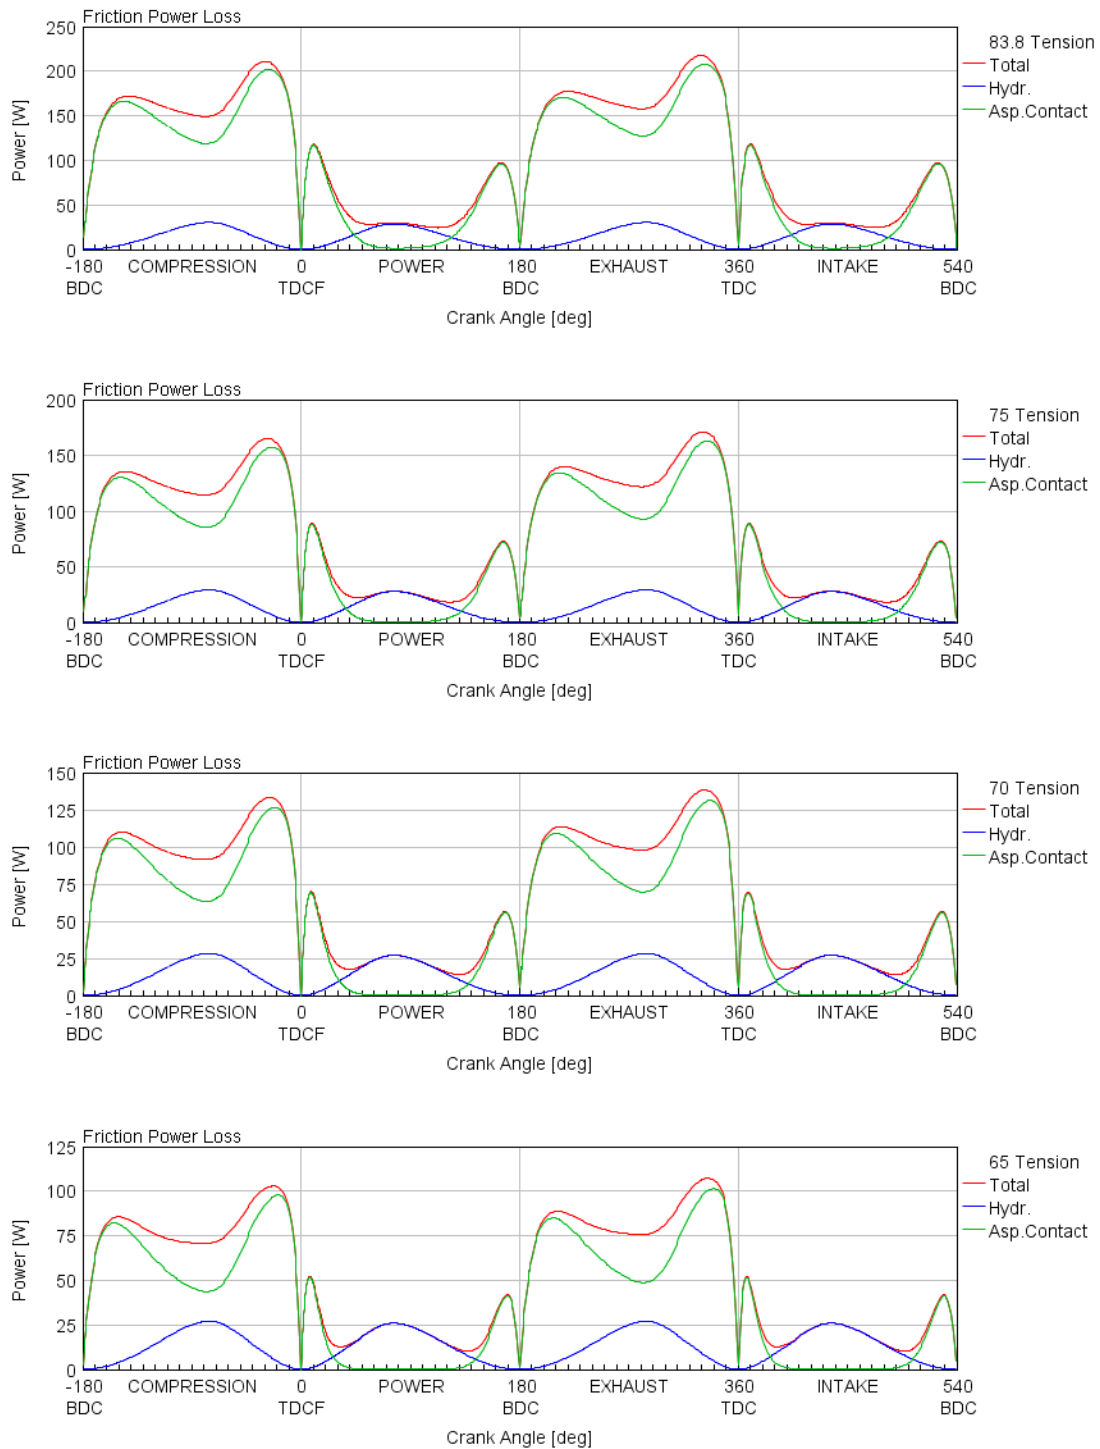 Friction Power Loss
250
200
150
100
50
0
Power [W]
83.8 Tension
Total
Hydr.
Asp.Contact
-180 COMPRESSION 0 POWER 180 EXHAUST 360 INTAKE 540
BDC TDCF BDC TDC BDC
Crank Angle [deg]
Friction Power Loss
200
150
100
50
0
Power [W]
75 Tension
Total
Hydr.
Asp.Contact
-180 COMPRESSION 0 POWER 180 EXHAUST 360 INTAKE 540
BDC TDCF BDC TDC BDC
Crank Angle [deg]
Friction Power Loss
150
125
100
75
50
25
0
Power [W]
70 Tension
Total
Hydr.
Asp.Contact
-180 COMPRESSION 0 POWER 180 EXHAUST 360 INTAKE 540
BDC TDCF BDC TDC BDC
Crank Angle [deg]
Friction Power Loss
125
100
75
50
25
0
Power [W]
65 Tension
Total
Hydr.
Asp.Contact
-180 COMPRESSION 0 POWER 180 EXHAUST 360 INTAKE 540
BDC TDCF BDC TDC BDC
Crank Angle [deg]